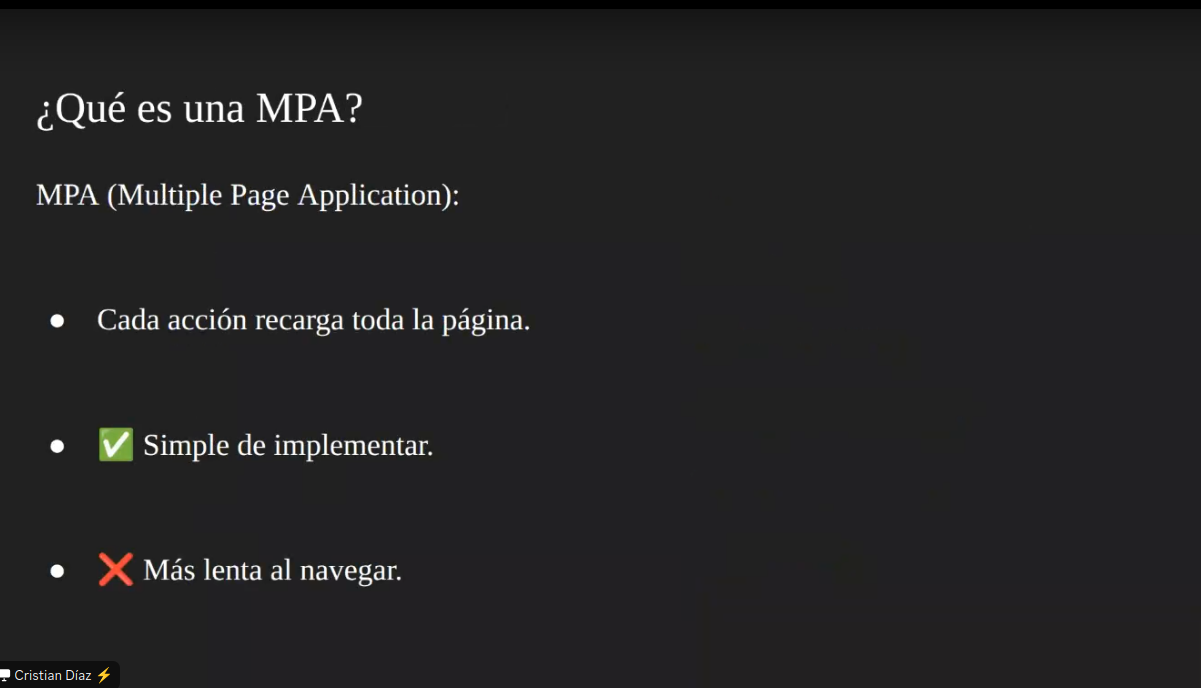 ¿Qué es una MPA?
MPA (Multiple Page Application):
● Cada acción recarga toda la página.
● ✅ Simple de implementar.
● ❌ Más lenta al navegar.
Cristian Díaz ⚡